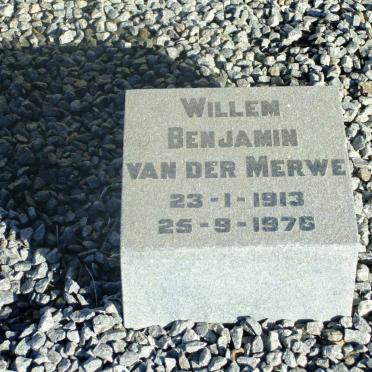 WILLEM
BENJAMIN
VAN DER MERWE
23-1-1913
25-9-1976